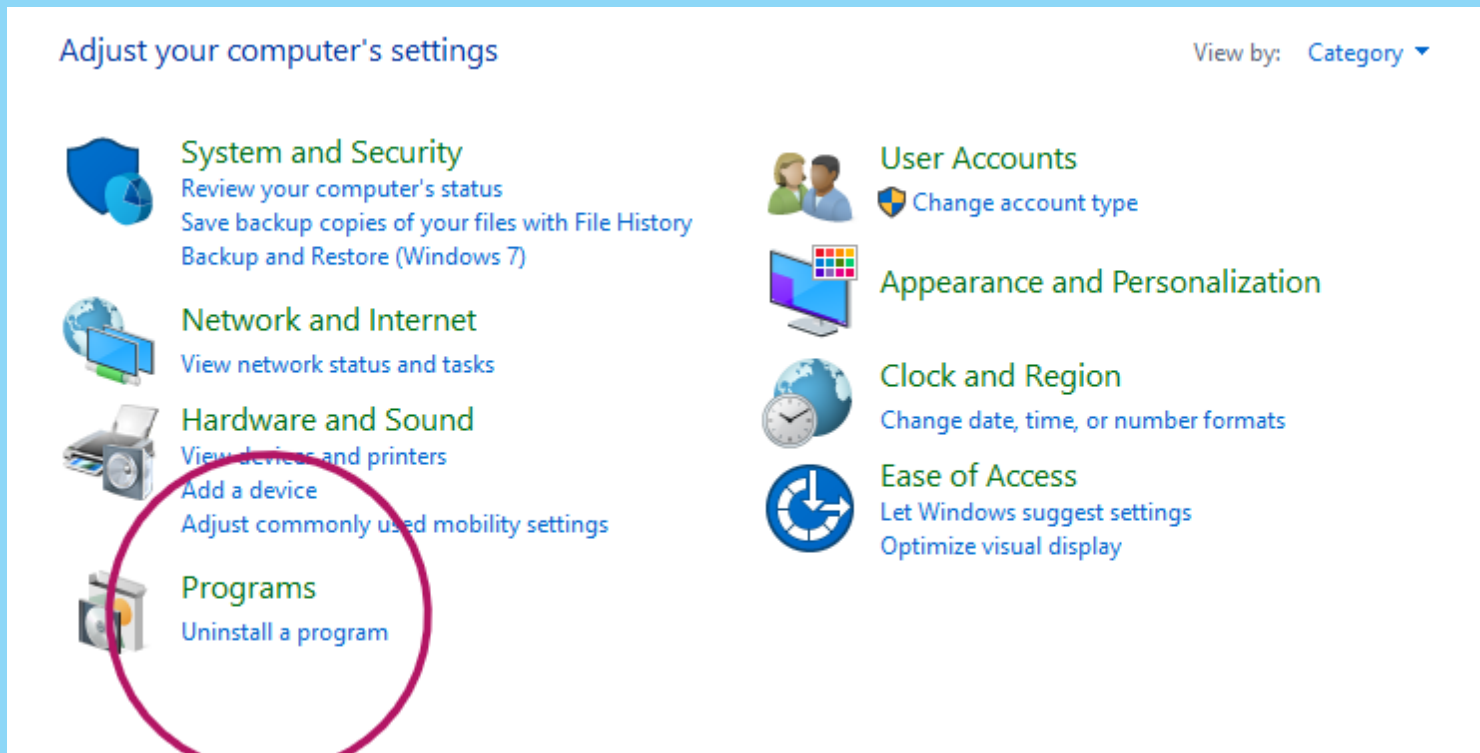 Adjust your computer's settings
View by: Category
System and Security
Review your computer's status
Save backup copies of your files with File History
Backup and Restore (Windows 7)
Network and Internet
View network status and tasks
Hardware and Sound
View devices and printers
Add a device
Adjust commonly used mobility settings
Programs
Uninstall a program
User Accounts
Change account type
Appearance and Personalization
Clock and Region
Change date, time, or number formats
Ease of Access
Let Windows suggest settings
Optimize visual display